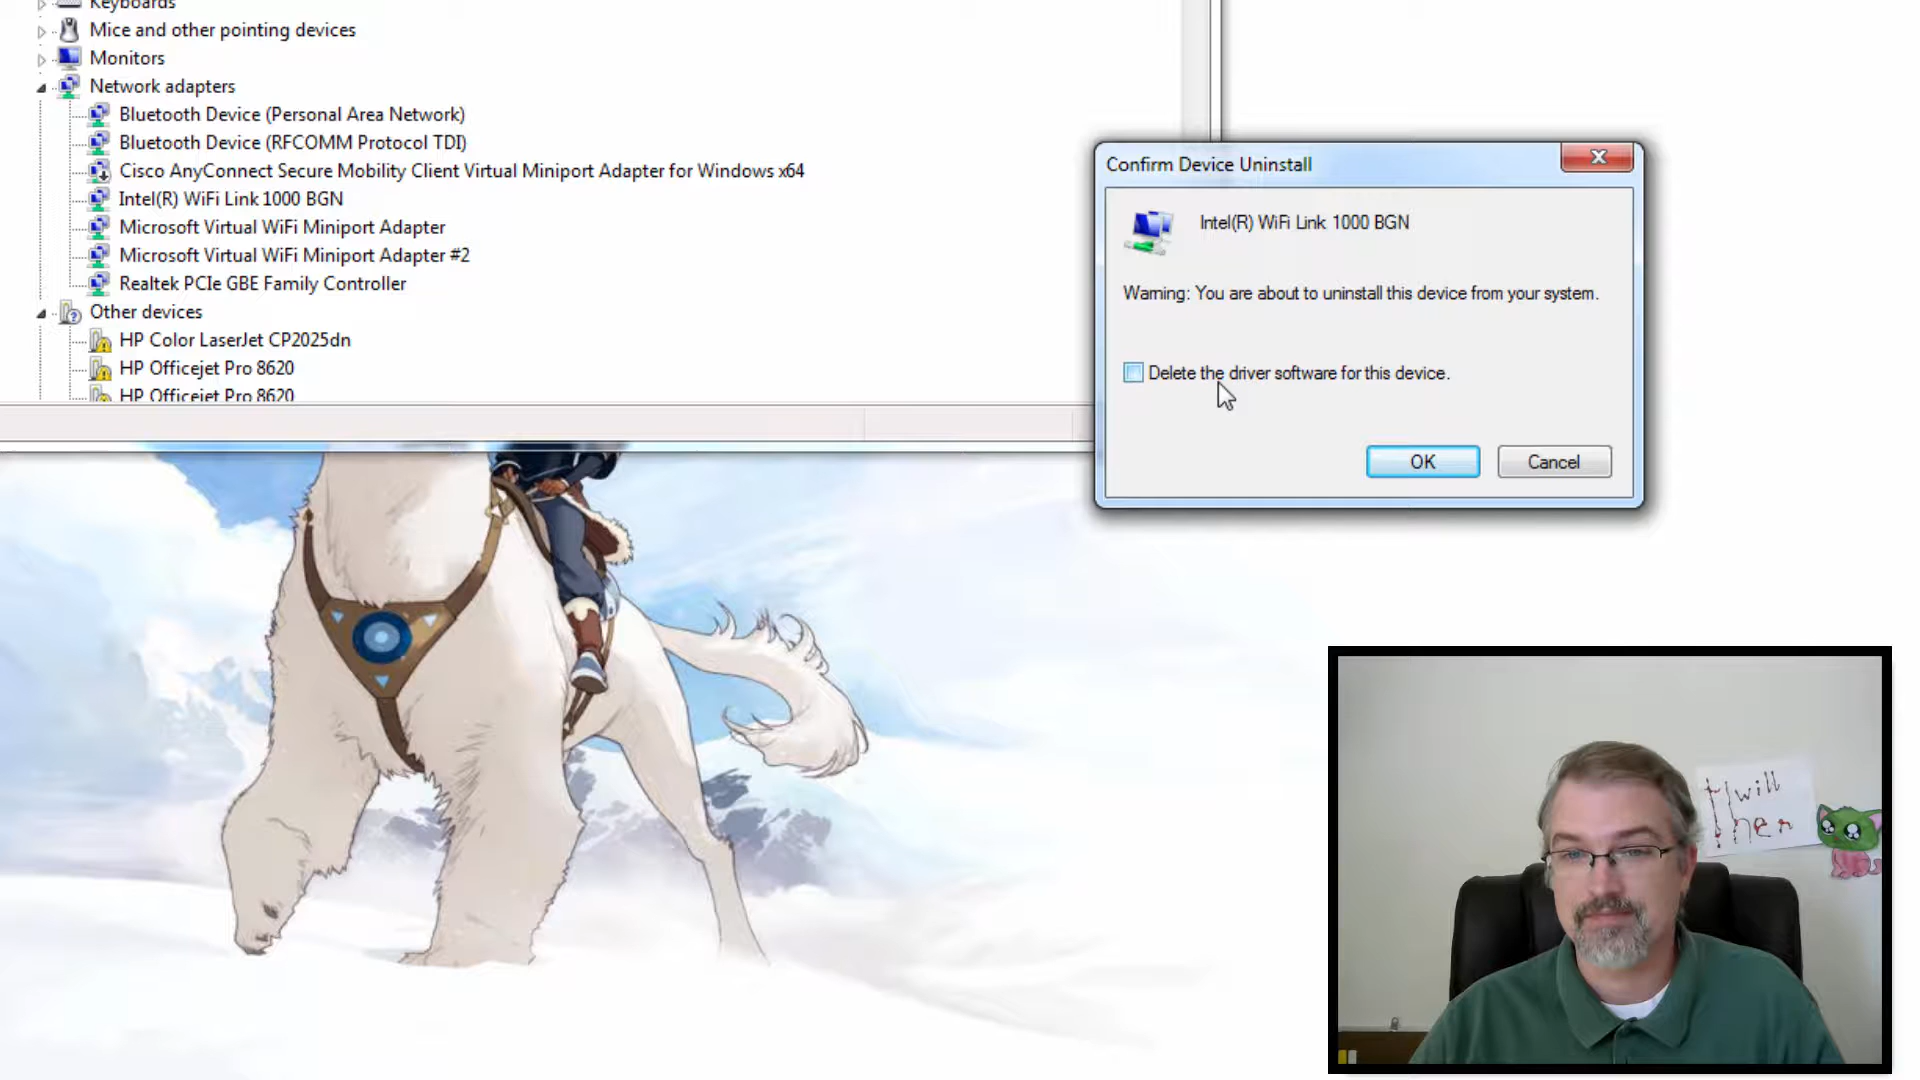 Keyboards
Mice and other pointing devices
Monitors
Network adapters
Bluetooth Device (Personal Area Network)
Bluetooth Device (RFCOMM Protocol TDI)
Cisco AnyConnect Secure Mobility Client Virtual Miniport Adapter for Windows x64
Intel(R) WiFi Link 1000 BGN
Microsoft Virtual WiFi Miniport Adapter
Microsoft Virtual WiFi Miniport Adapter #2
Realtek PCIe GBE Family Controller
Other devices
HP Color LaserJet CP2025dn
HP Officejet Pro 8620
HP Officejet Pro 8620
Confirm Device Uninstall
Intel(R) WiFi Link 1000 BGN
Warning: You are about to uninstall this device from your system.
Delete the driver software for this device.
OK
Cancel
will